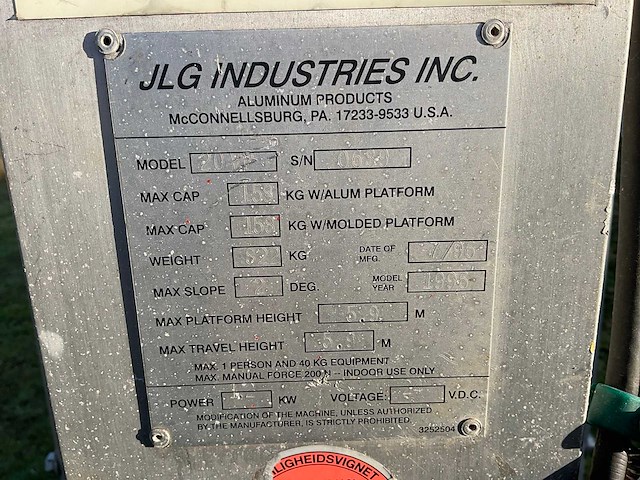 JLG INDUSTRIES INC.
ALUMINUM PRODUCTS
McCONNELLSBURG, PA. 17233-9533 U.S.A.
MODEL S/N
MAX CAP KG W/ALUM PLATFORM
MAX CAP KG W/MOLDED PLATFORM
WEIGHT KG DATE OF MFG.
MAX SLOPE DEG. MODEL YEAR
MAX PLATFORM HEIGHT M
MAX TRAVEL HEIGHT M
MAX. 1 PERSON AND 40 KG EQUIPMENT
MAX. MANUAL FORCE 200 N -- INDOOR USE ONLY
POWER KW VOLTAGE: V.D.C.
MODIFICATION OF THE MACHINE, UNLESS AUTHORIZED
BY THE MANUFACTURER, IS STRICTLY PROHIBITED.
3252504
LIGHEIDSVIGNET